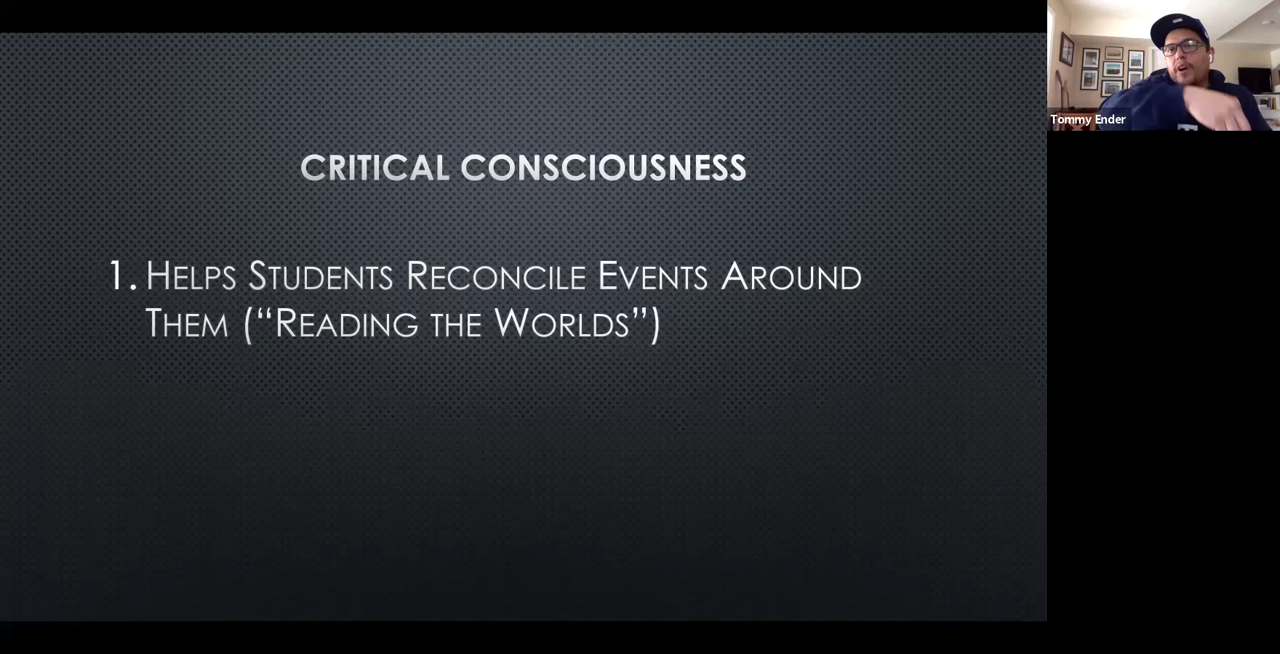 CRITICAL CONSCIOUSNESS
1. HELPS STUDENTS RECONCILE EVENTS AROUND
THEM (“READING THE WORLDS”)
Tommy Ender